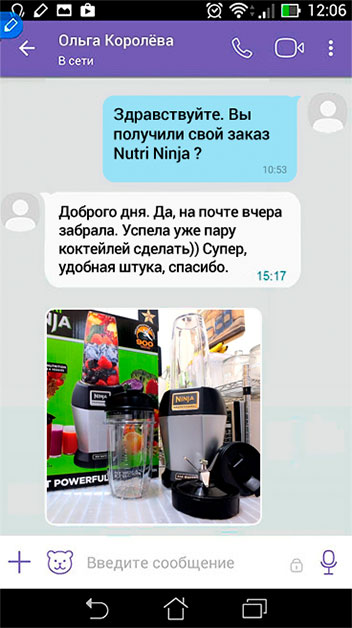 12:06
Ольга Королёва
В сети
Здравствуйте. Вы
получили свой заказ
Nutri Ninja ?
10:53
Доброго дня. Да, на почте вчера
забрала. Успела уже пару
коктейлей сделать)) Супер,
удобная штука, спасибо.
15:17
NJA
900
NINJA
T POWERFUL
Введите сообщение